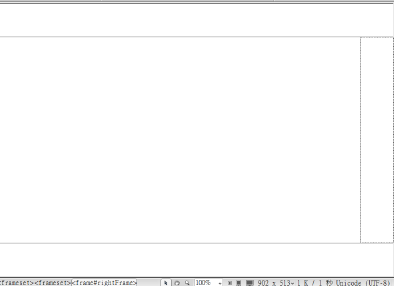 <frameset><frameset><frame#rightFrame> 100% 902 x 513 1 K / 1 秒 Unicode (UTF-8)